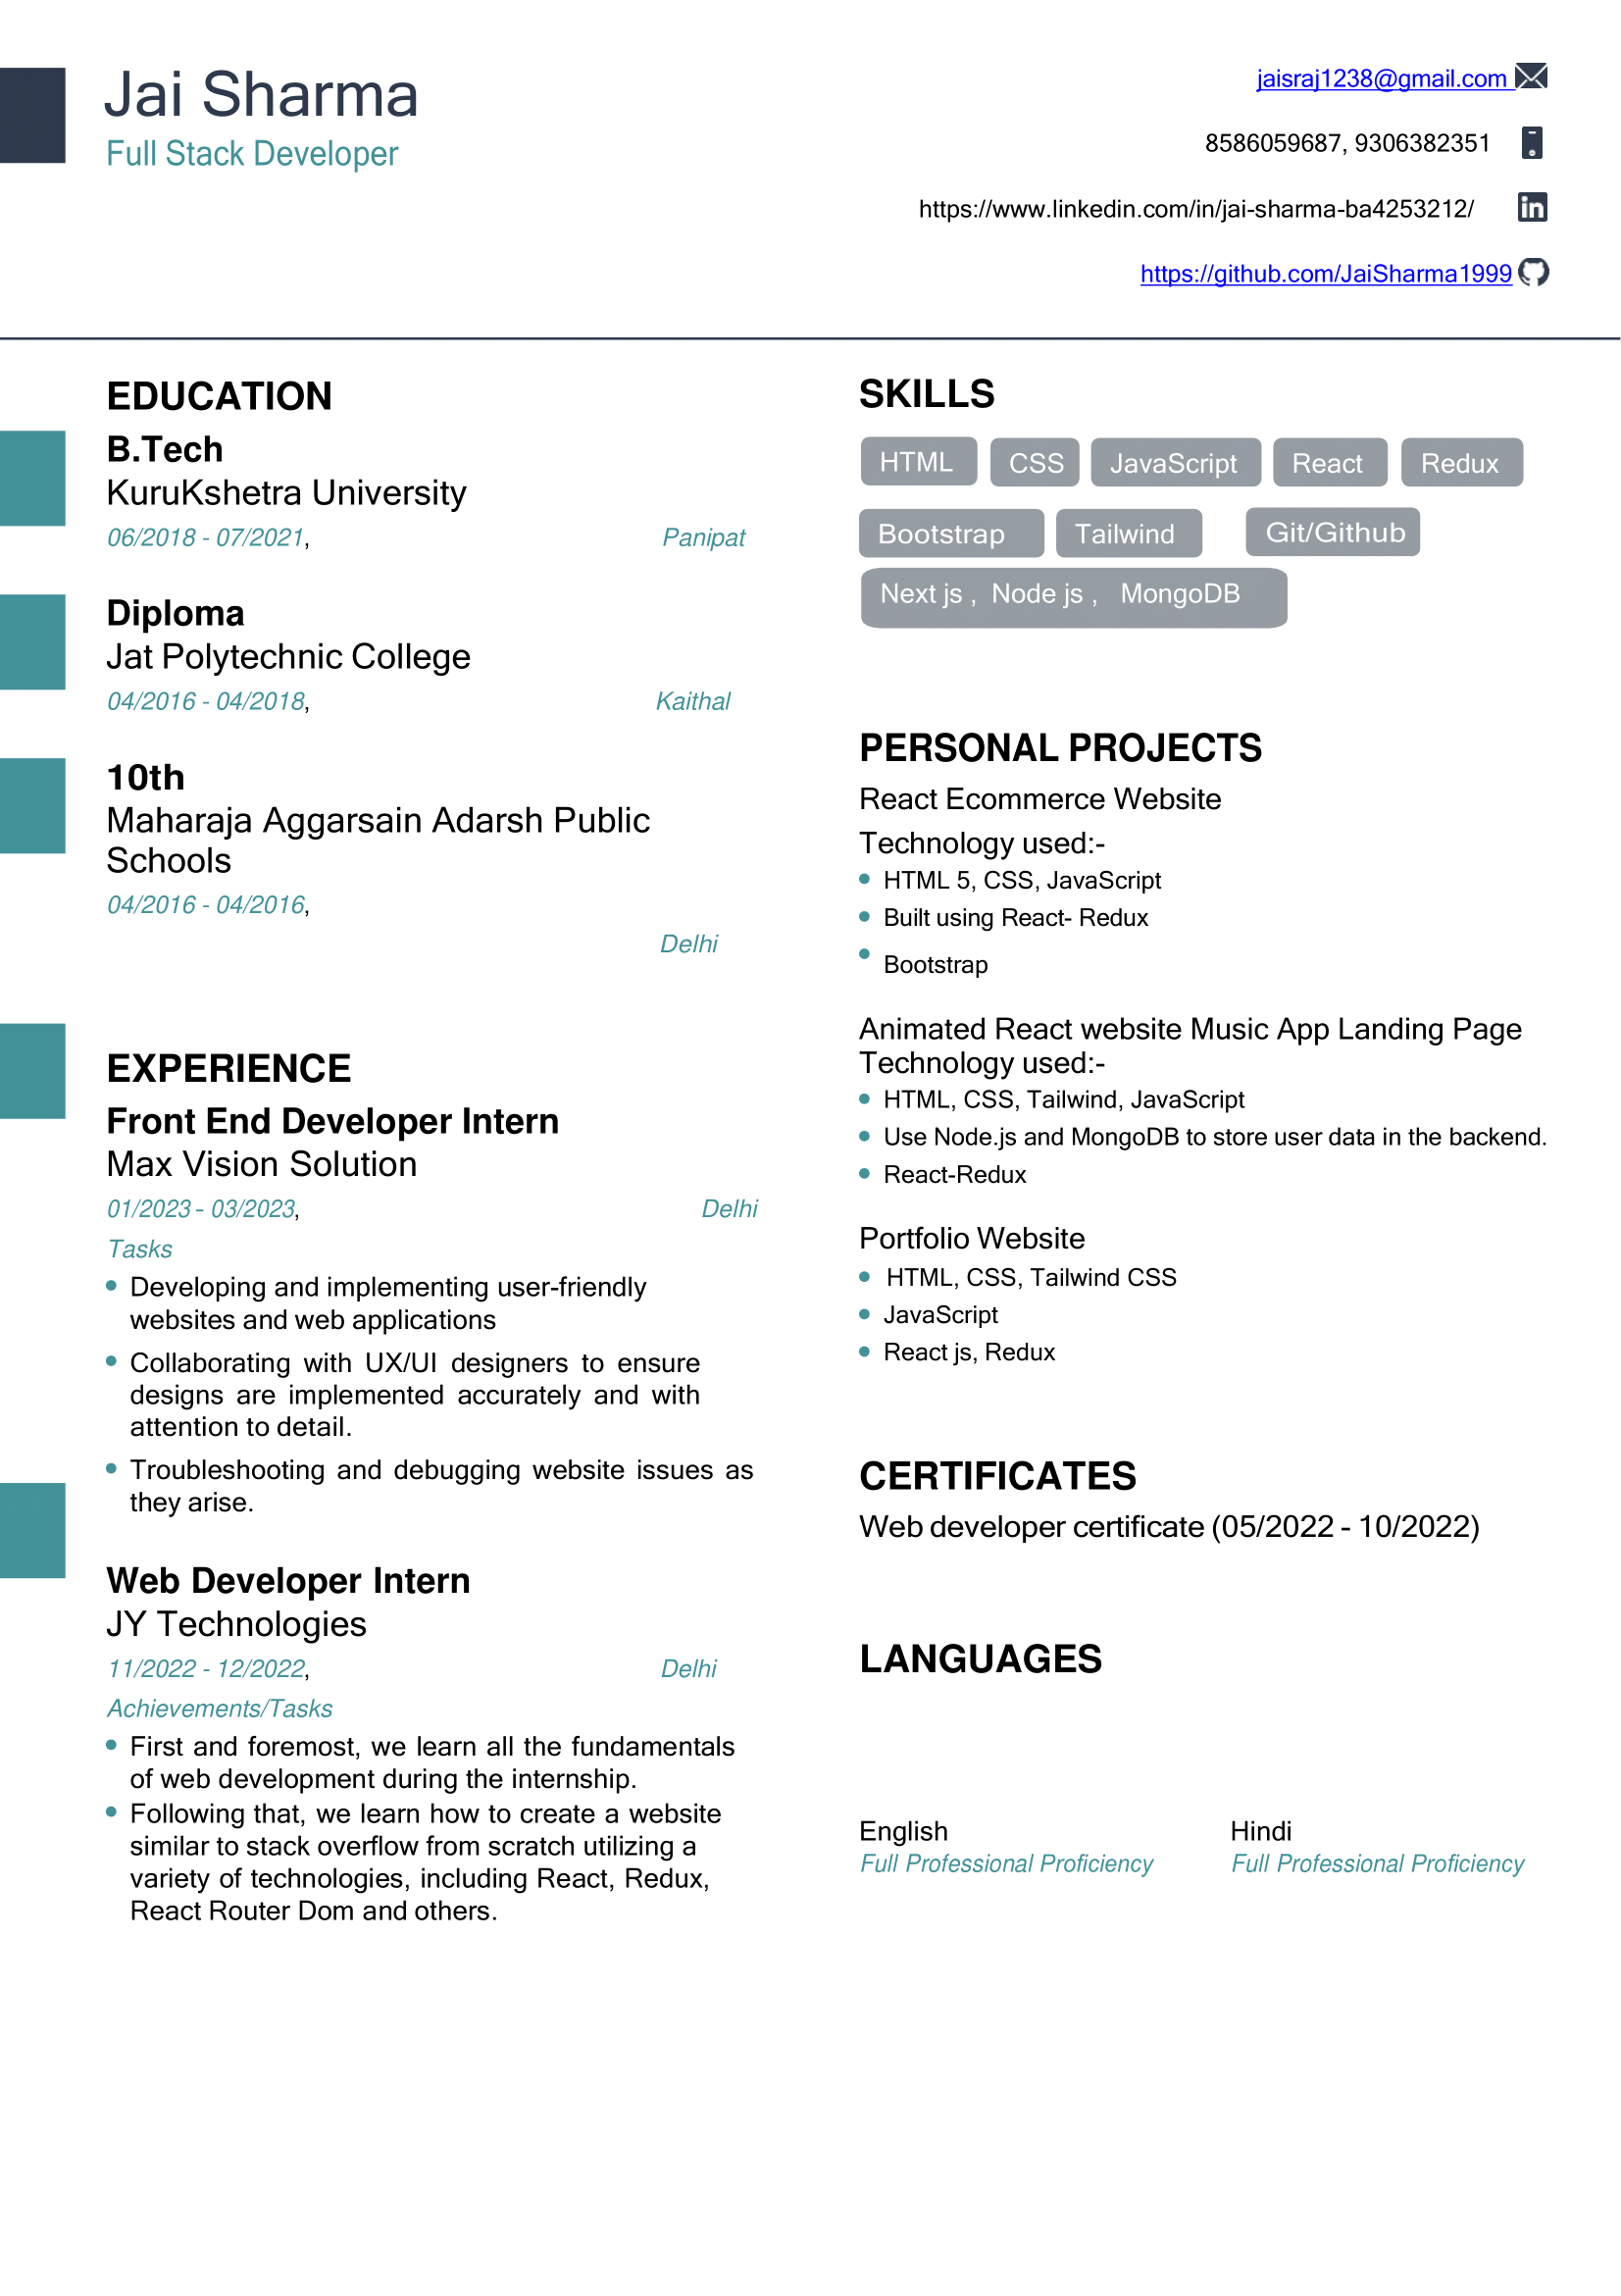 Jai Sharma
Full Stack Developer
jaisraj1238@gmail.com
8586059687, 9306382351
https://www.linkedin.com/in/jai-sharma-ba4253212/
https://github.com/JaiSharma1999
EDUCATION
B.Tech
KuruKshetra University
06/2018 - 07/2021, Panipat
Diploma
Jat Polytechnic College
04/2016 - 04/2018, Kaithal
10th
Maharaja Aggarsain Adarsh Public
Schools
04/2016 - 04/2016,
Delhi
EXPERIENCE
Front End Developer Intern
Max Vision Solution
01/2023 - 03/2023, Delhi
Tasks
Developing and implementing user-friendly
websites and web applications
Collaborating with UX/UI designers to ensure
designs are implemented accurately and with
attention to detail.
Troubleshooting and debugging website issues as
they arise.
Web Developer Intern
JY Technologies
11/2022 - 12/2022, Delhi
Achievements/Tasks
First and foremost, we learn all the fundamentals
of web development during the internship.
Following that, we learn how to create a website
similar to stack overflow from scratch utilizing a
variety of technologies, including React, Redux,
React Router Dom and others.
SKILLS
HTML CSS JavaScript React Redux
Bootstrap Tailwind Git/Github
Next js , Node js , MongoDB
PERSONAL PROJECTS
React Ecommerce Website
Technology used:-
HTML 5, CSS, JavaScript
Built using React- Redux
Bootstrap
Animated React website Music App Landing Page
Technology used:-
HTML, CSS, Tailwind, JavaScript
Use Node.js and MongoDB to store user data in the backend.
React-Redux
Portfolio Website
HTML, CSS, Tailwind CSS
JavaScript
React js, Redux
CERTIFICATES
Web developer certificate (05/2022 - 10/2022)
LANGUAGES
English Hindi
Full Professional Proficiency Full Professional Proficiency